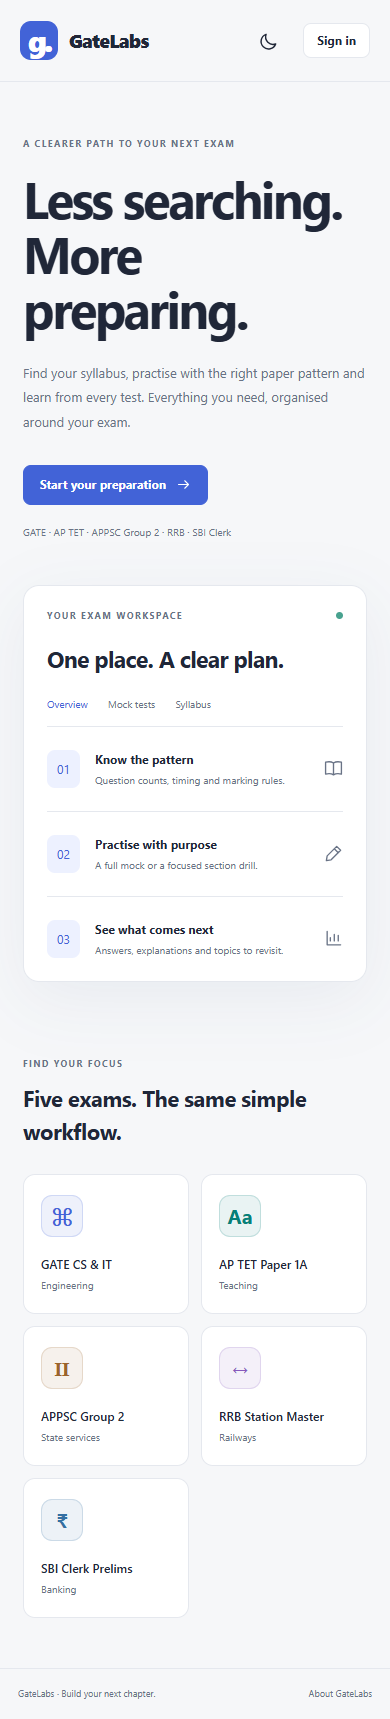 g.
GateLabs
Sign in
A CLEARER PATH TO YOUR NEXT EXAM
Less searching.
More
preparing.
Find your syllabus, practise with the right paper pattern and
learn from every test. Everything you need, organised
around your exam.
Start your preparation →
GATE · AP TET · APPSC Group 2 · RRB · SBI Clerk
YOUR EXAM WORKSPACE
One place. A clear plan.
Overview Mock tests Syllabus
01
Know the pattern
Question counts, timing and marking rules.
02
Practise with purpose
A full mock or a focused section drill.
03
See what comes next
Answers, explanations and topics to revisit.
FIND YOUR FOCUS
Five exams. The same simple
workflow.
⌘
GATE CS & IT
Engineering
Aa
AP TET Paper 1A
Teaching
II
APPSC Group 2
State services
↔
RRB Station Master
Railways
₹
SBI Clerk Prelims
Banking
GateLabs · Build your next chapter.
About GateLabs